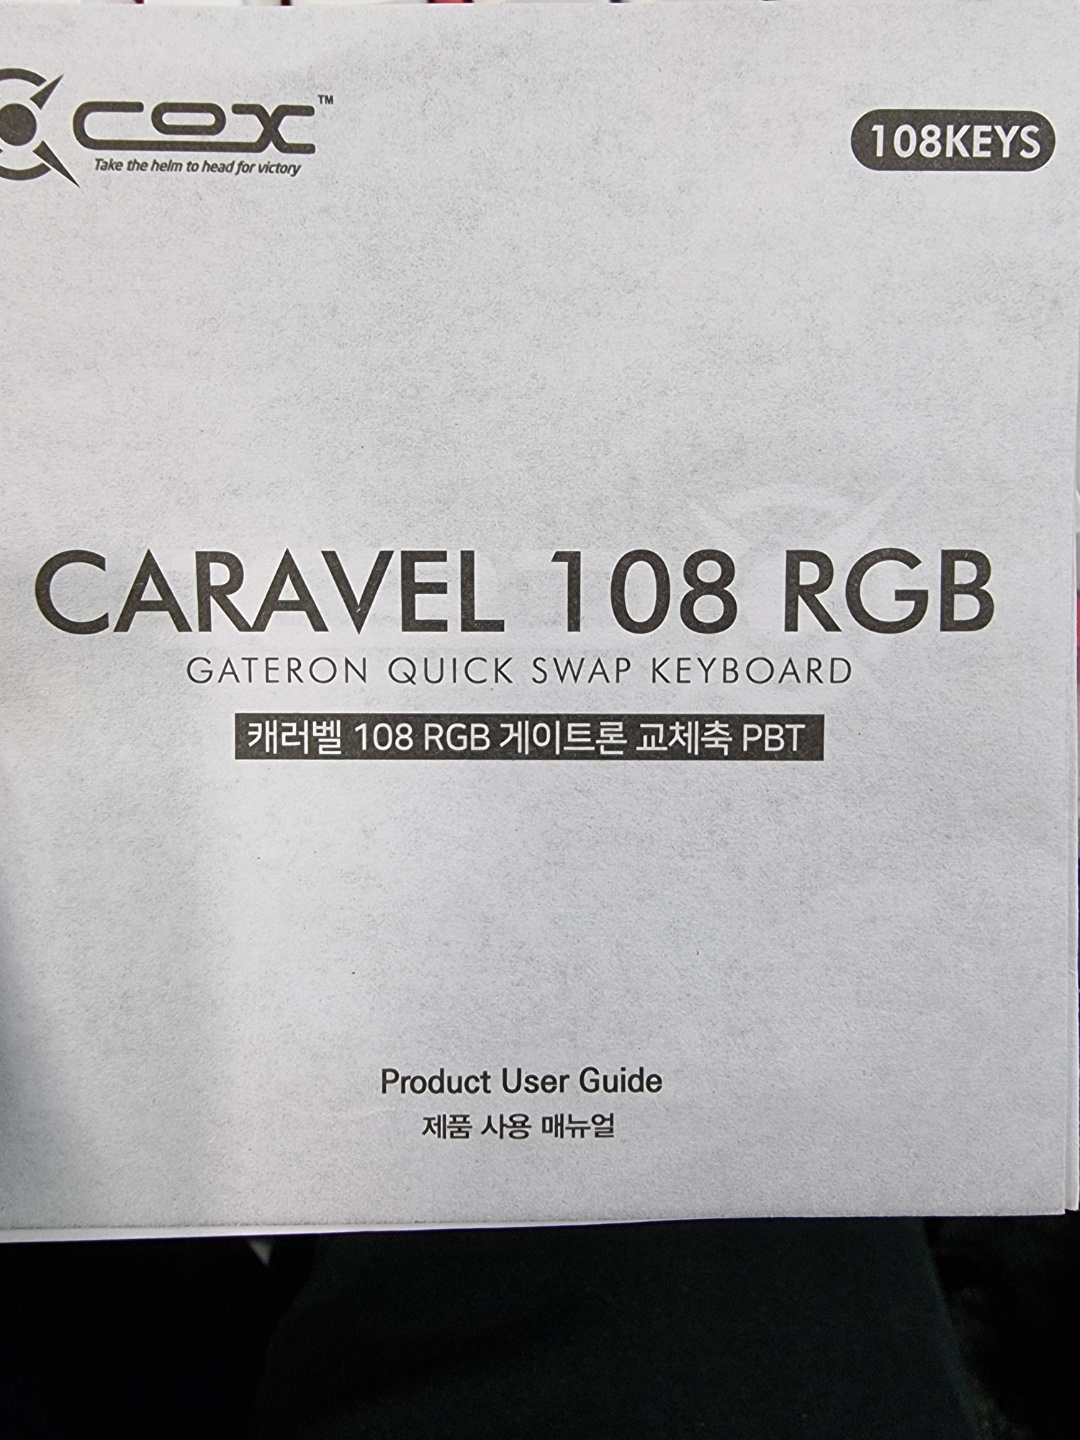 cox™
108KEYS
Take the helm to head for victory
CARAVEL 108 RGB
GATERON QUICK SWAP KEYBOARD
캐러벨 108 RGB 게이트론 교체축 PBT
Product User Guide
제품 사용 매뉴얼